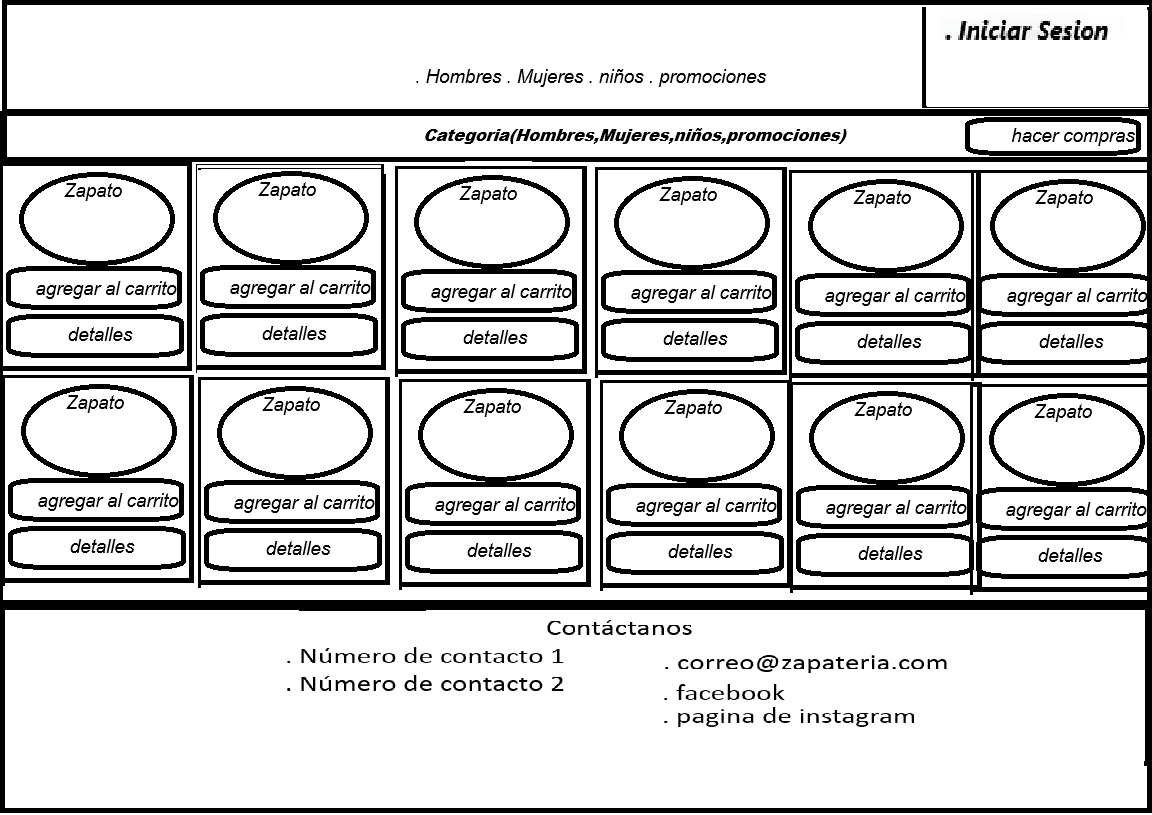 . Iniciar Sesion
. Hombres . Mujeres . niños . promociones
Categoria(Hombres,Mujeres,niños,promociones)
hacer compras
Zapato Zapato Zapato Zapato Zapato Zapato
agregar al carrito agregar al carrito agregar al carrito agregar al carrito agregar al carrito agregar al carrito
detalles detalles detalles detalles detalles detalles
Zapato Zapato Zapato Zapato Zapato Zapato
agregar al carrito agregar al carrito agregar al carrito agregar al carrito agregar al carrito agregar al carrito
detalles detalles detalles detalles detalles detalles
Contáctanos
. Número de contacto 1
. Número de contacto 2
. correo@zapateria.com
. facebook
. pagina de instagram